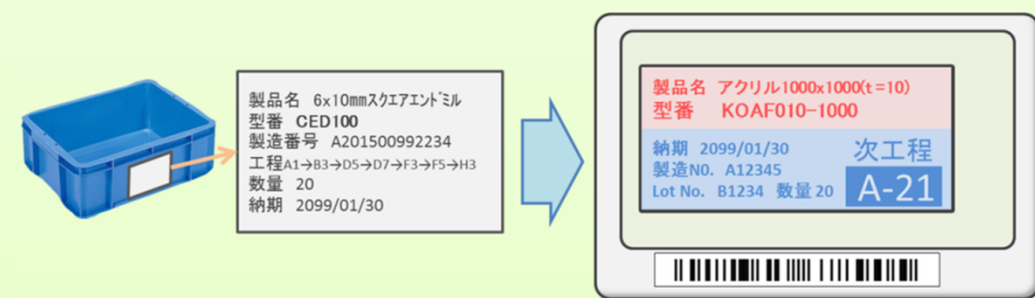 製品名 6x10mmスクエアエンドミル
型番 CED100
製造番号 A201500992234
工程A1→B3→D5→D7→F3→F5→H3
数量 20
納期 2099/01/30
製品名 アクリル1000x1000(t=10)
型番 KOAF010-1000
納期 2099/01/30
製造NO. A12345
Lot No. B1234 数量 20
次工程
A-21